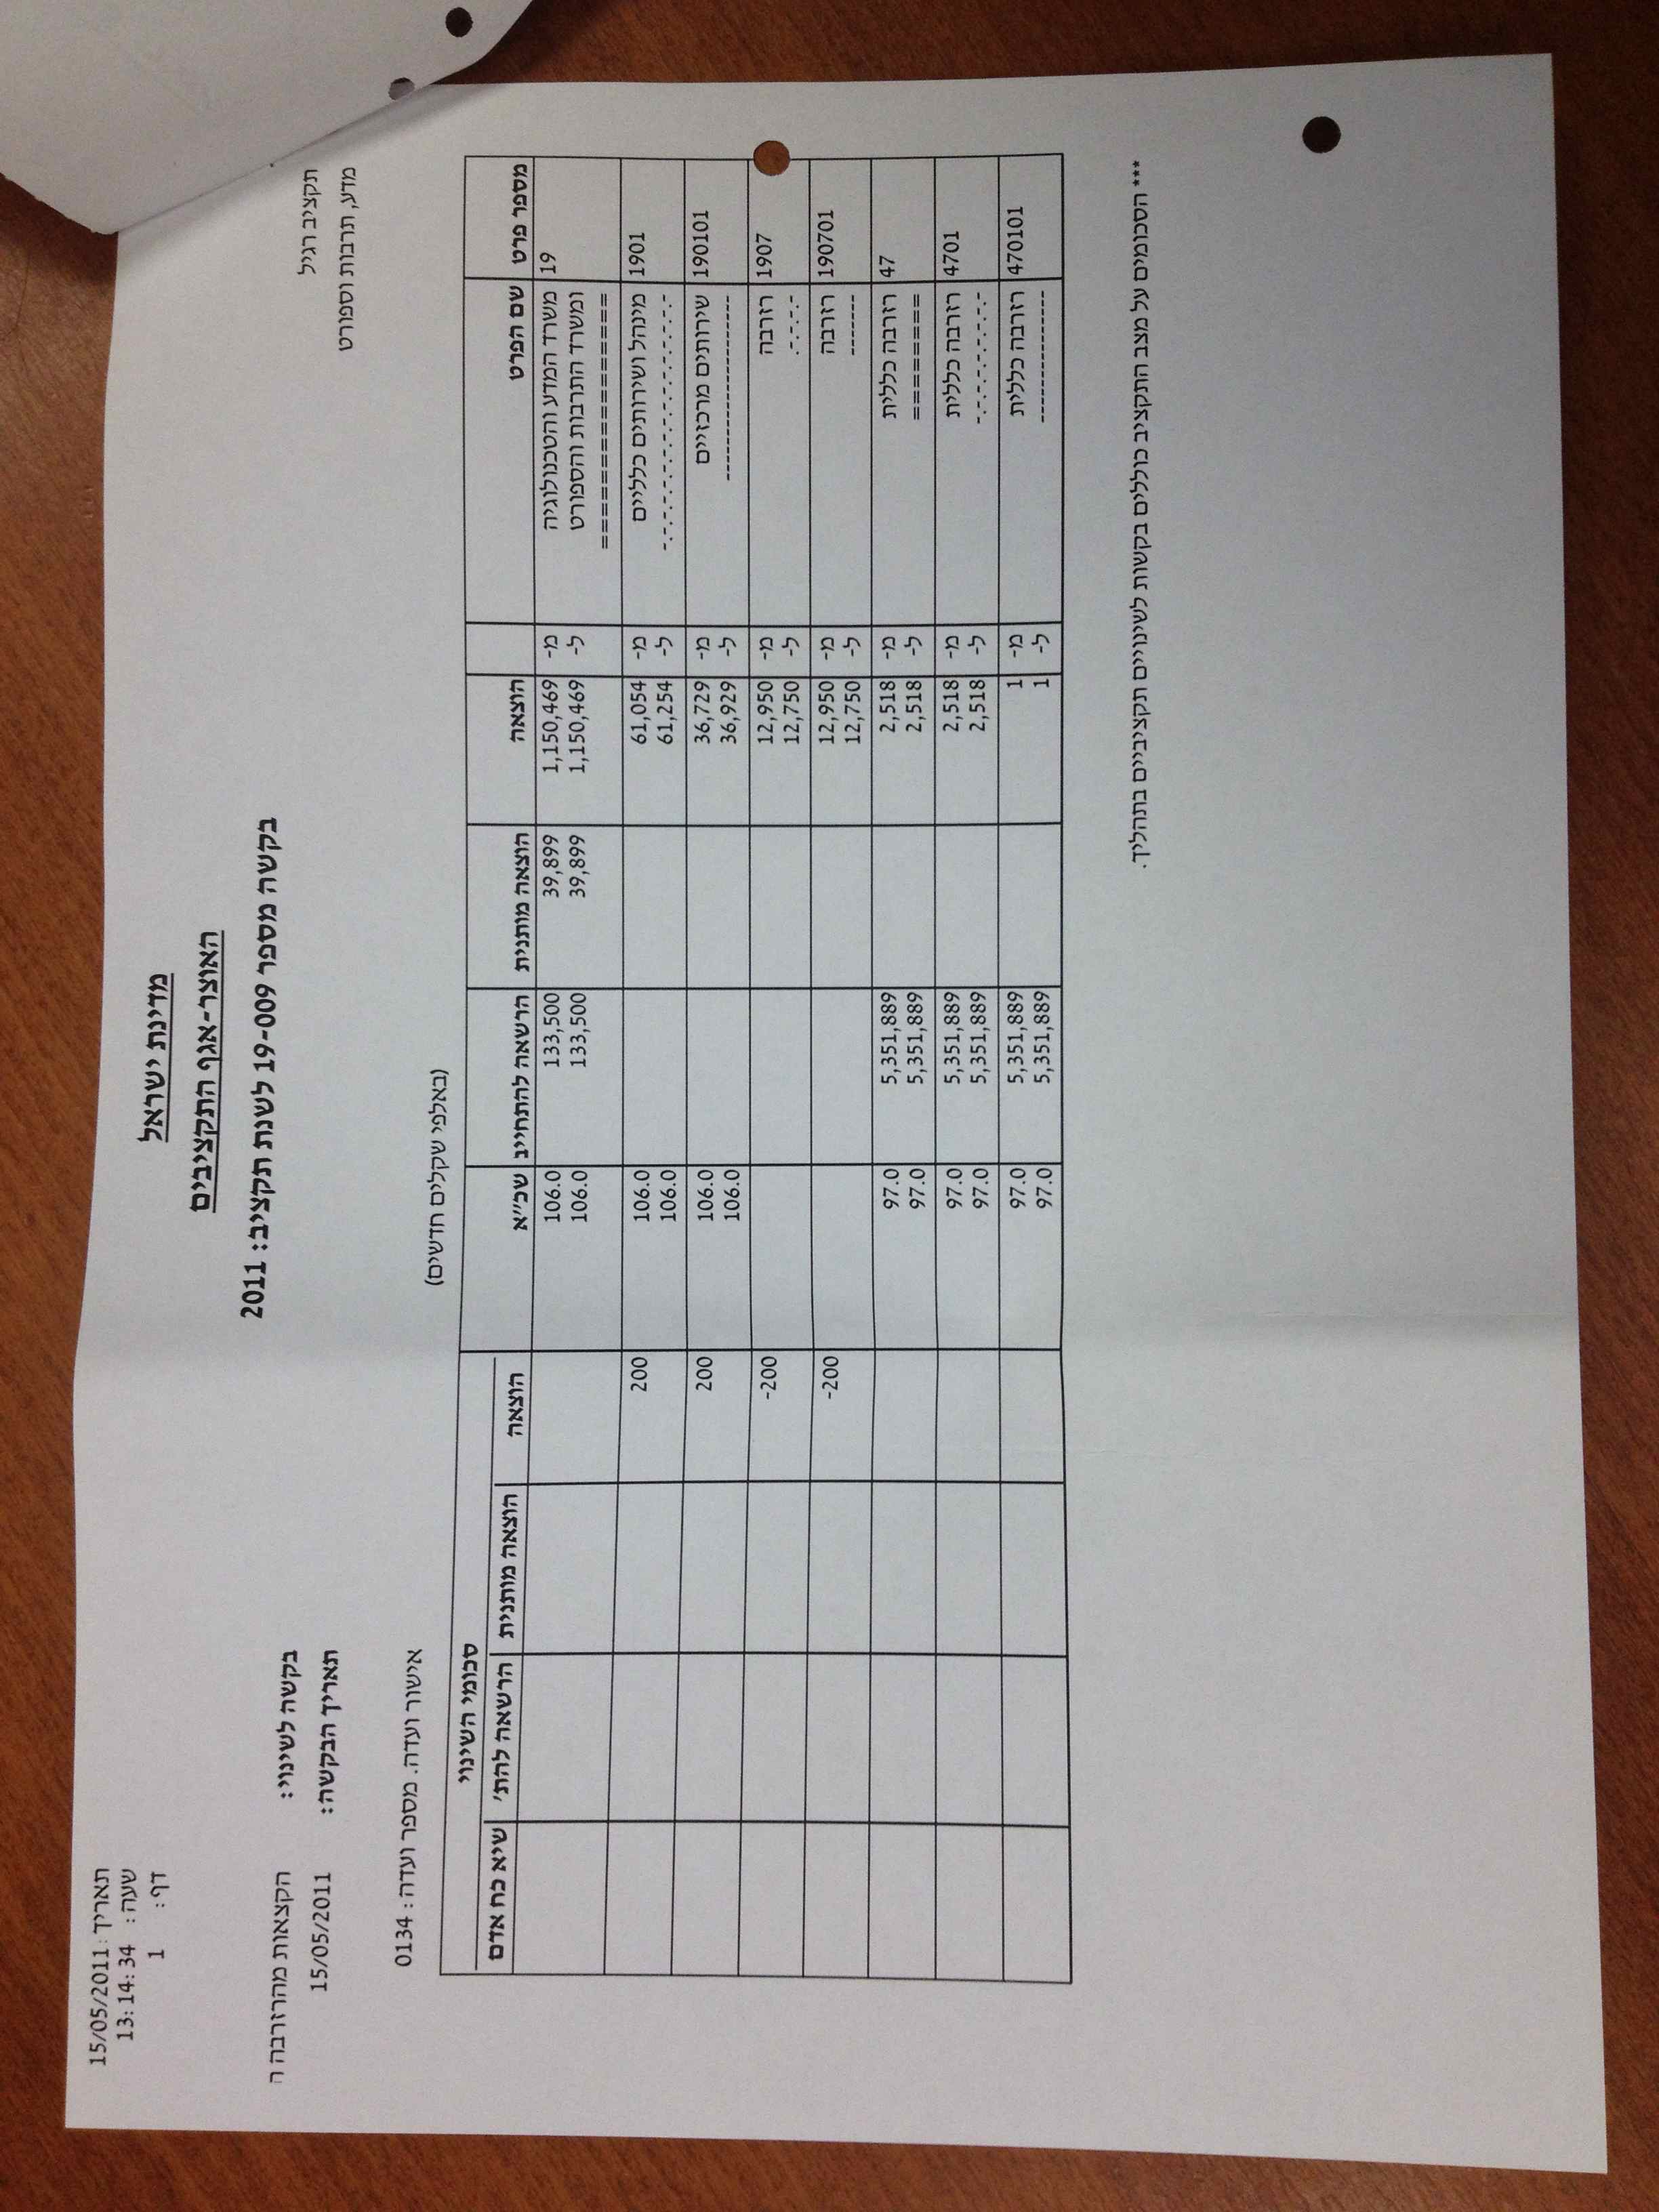 תאריך: 15/05/2011
שעה: 13:14:34
דף: 1
מדינת ישראל
האוצר-אגף התקציבים
בקשה מספר 19-009 לשנת תקציב: 2011
תקציב רגיל
מדע, תרבות וספורט
בקשה לשינוי: הקצאות מהרזרבה ה
תאריך הבקשה: 15/05/2011
אישור ועדה. מספר ועדה: 0134
(באלפי שקלים חדשים)
סכומי השינוי
מספר פרט שם הפרט הוצאה הוצאה מותנית הרשאה להתחייב שכ"א הוצאה הוצאה מותנית הרשאה להת' שיא כח אדם
19 משרד המדע והטכנולוגיה מ- 1,150,469 39,899 133,500 106.0
ומשרד התרבות והספורט ל- 1,150,469 39,899 133,500 106.0
====================
1901 מינהל ושירותים כלליים מ- 61,054 106.0 200
-.-.-.-.-.-.-.-.-.-.- ל- 61,254 106.0
190101 שירותים מרכזיים מ- 36,729 106.0 200
--------------- ל- 36,929 106.0
1907 רזרבה מ- 12,950 -200
-.-.-. ל- 12,750
190701 רזרבה מ- 12,950 -200
------ ל- 12,750
47 רזרבה כללית מ- 2,518 5,351,889 97.0
========== ל- 2,518 5,351,889 97.0
4701 רזרבה כללית מ- 2,518 5,351,889 97.0
-.-.-.-.-.-.- ל- 2,518 5,351,889 97.0
470101 רזרבה כללית מ- 1 5,351,889 97.0
----------- ל- 1 5,351,889 97.0
*** הסכומים על מצב התקציב כוללים בקשות לשינויים תקציביים בתהליך.